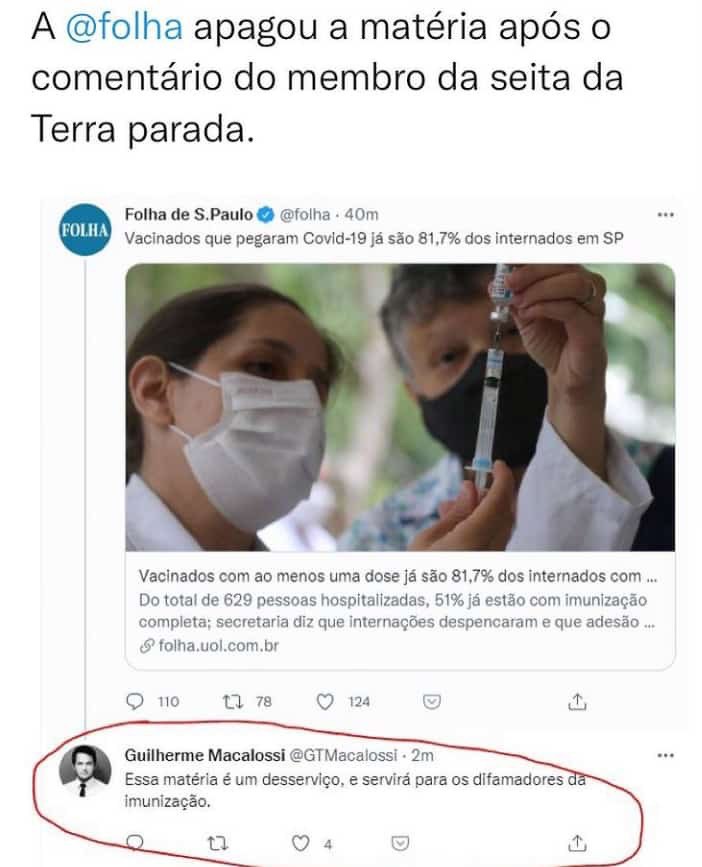 A @folha apagou a matéria após o
comentário do membro da seita da
Terra parada.
FOLHA
Folha de S.Paulo @folha · 40m
Vacinados que pegaram Covid-19 já são 81,7% dos internados em SP
Vacinados com ao menos uma dose já são 81,7% dos internados com ...
Do total de 629 pessoas hospitalizadas, 51% já estão com imunização
completa; secretaria diz que internações despencaram e que adesão ...
folha.uol.com.br
110 78 124
Guilherme Macalossi @GTMacalossi · 2m
Essa matéria é um desserviço, e servirá para os difamadores da
imunização.
4